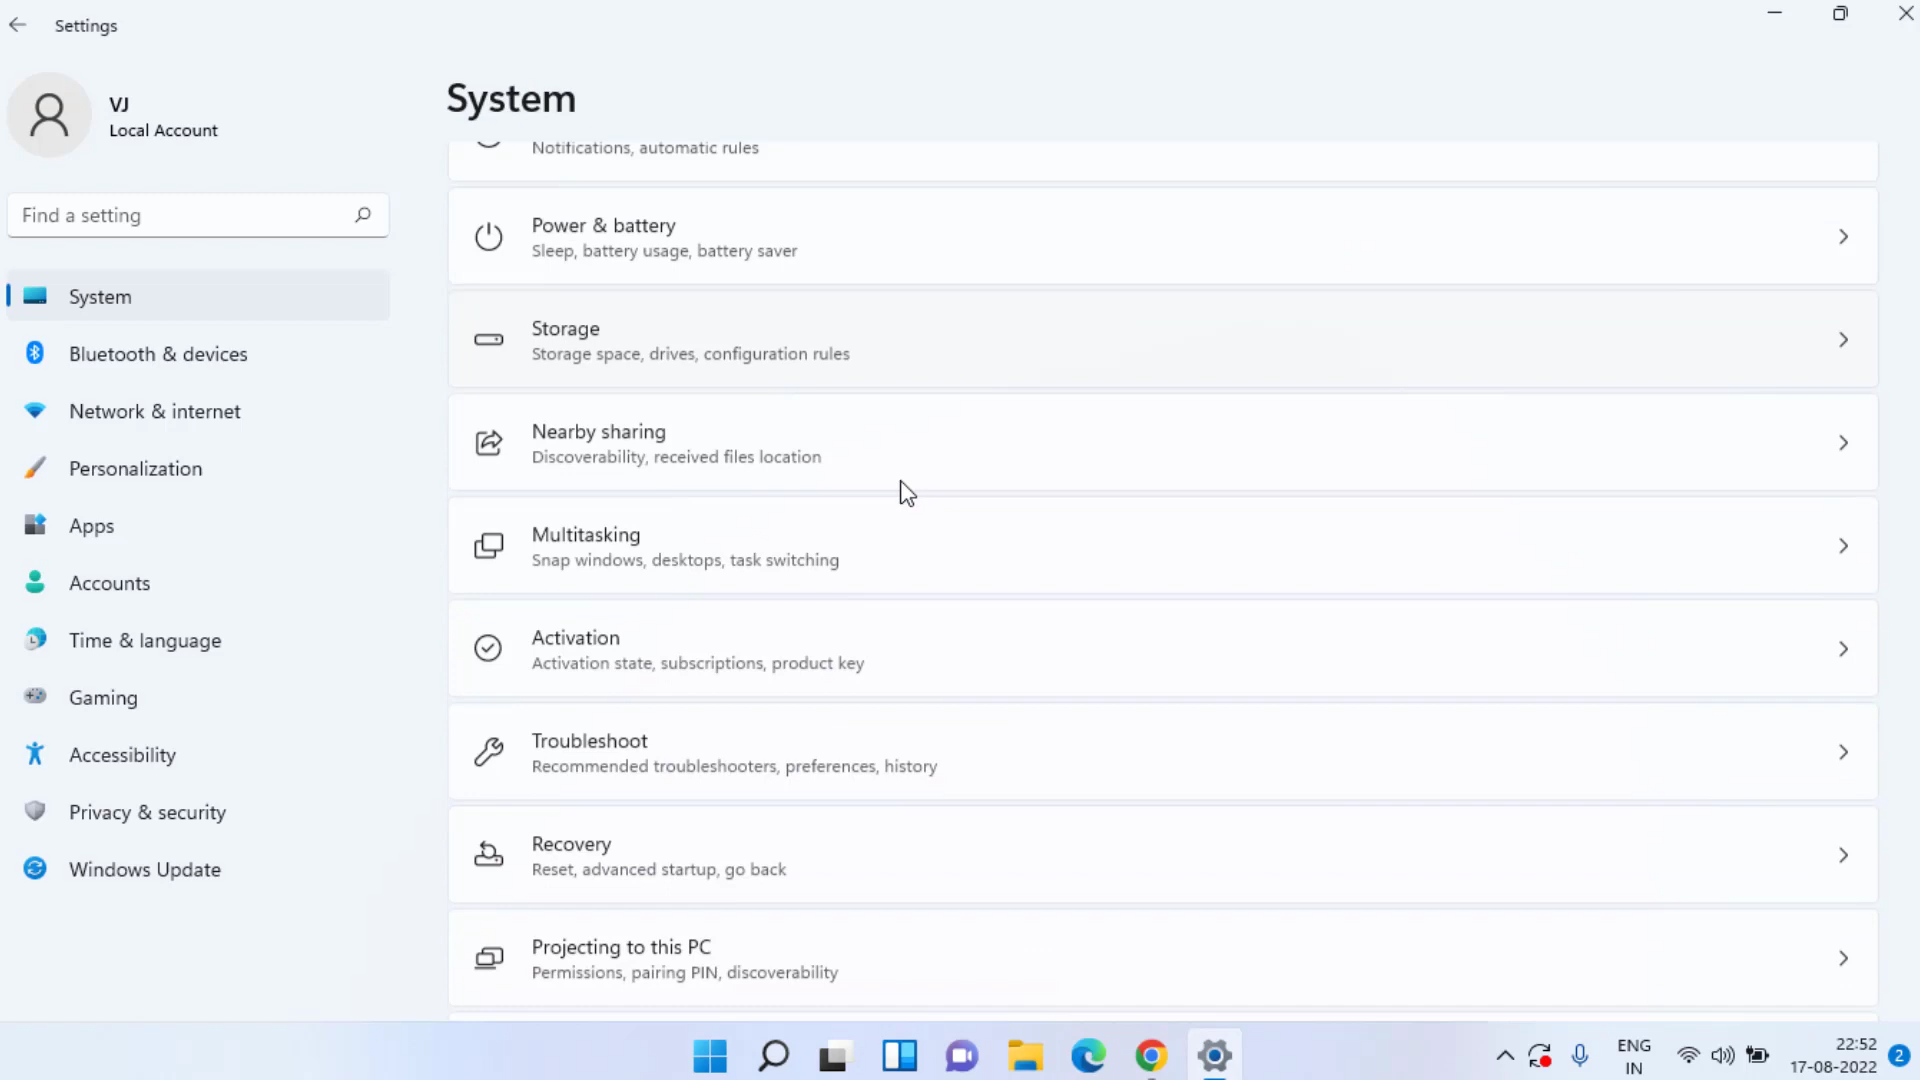 Settings
VJ
Local Account
Find a setting
System
Bluetooth & devices
Network & internet
Personalization
Apps
Accounts
Time & language
Gaming
Accessibility
Privacy & security
Windows Update
System
Notifications, automatic rules
Power & battery
Sleep, battery usage, battery saver
Storage
Storage space, drives, configuration rules
Nearby sharing
Discoverability, received files location
Multitasking
Snap windows, desktops, task switching
Activation
Activation state, subscriptions, product key
Troubleshoot
Recommended troubleshooters, preferences, history
Recovery
Reset, advanced startup, go back
Projecting to this PC
Permissions, pairing PIN, discoverability
ENG
IN
22:52
17-08-2022
2